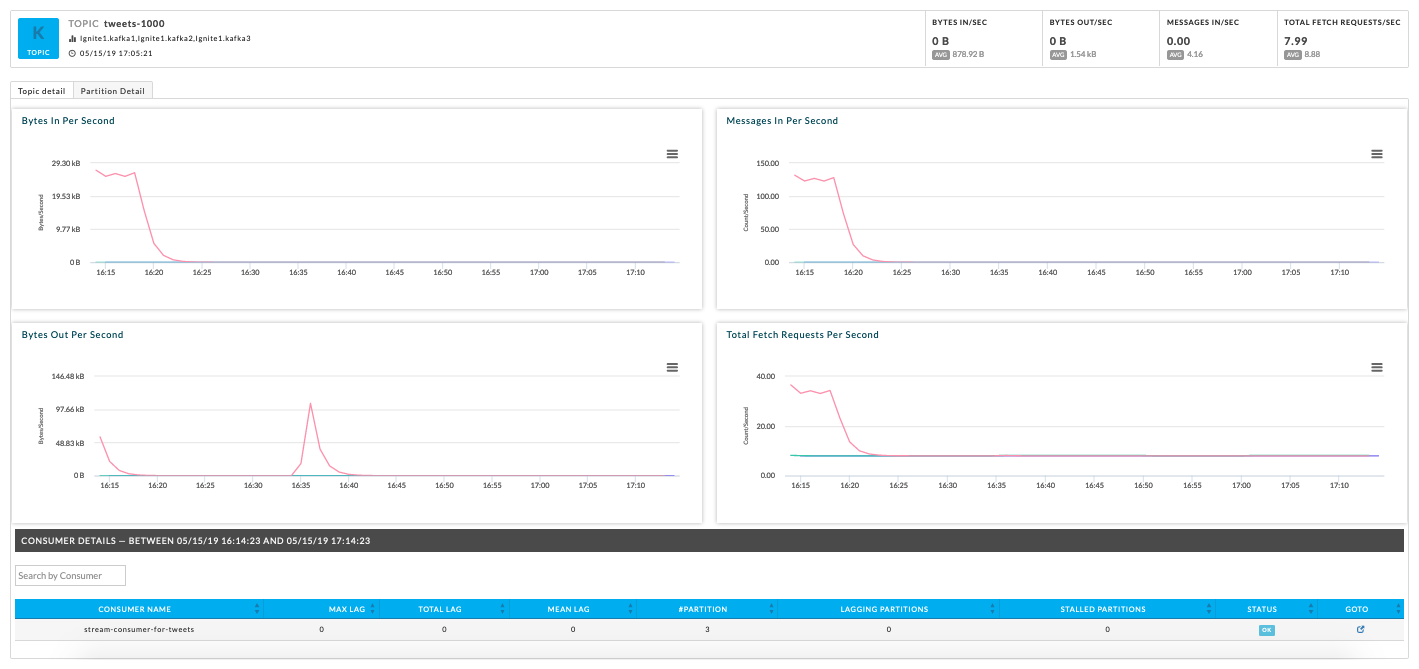 K
TOPIC
TOPIC tweets-1000
Ignite1.kafka1,Ignite1.kafka2,Ignite1.kafka3
05/15/19 17:05:21
BYTES IN/SEC
0 B
AVG 878.92 B
BYTES OUT/SEC
0 B
AVG 1.54 kB
MESSAGES IN/SEC
0.00
AVG 4.16
TOTAL FETCH REQUESTS/SEC
7.99
AVG 8.88
Topic detail Partition Detail
Bytes In Per Second
Bytes/Second
29.30 kB
19.53 kB
9.77 kB
0 B
16:15 16:20 16:25 16:30 16:35 16:40 16:45 16:50 16:55 17:00 17:05 17:10
Messages In Per Second
Count/Second
150.00
100.00
50.00
0.00
16:15 16:20 16:25 16:30 16:35 16:40 16:45 16:50 16:55 17:00 17:05 17:10
Bytes Out Per Second
Bytes/Second
146.48 kB
97.66 kB
48.83 kB
0 B
16:15 16:20 16:25 16:30 16:35 16:40 16:45 16:50 16:55 17:00 17:05 17:10
Total Fetch Requests Per Second
Count/Second
40.00
20.00
0.00
16:15 16:20 16:25 16:30 16:35 16:40 16:45 16:50 16:55 17:00 17:05 17:10
CONSUMER DETAILS — BETWEEN 05/15/19 16:14:23 AND 05/15/19 17:14:23
Search by Consumer
CONSUMER NAME MAX LAG TOTAL LAG MEAN LAG #PARTITION LAGGING PARTITIONS STALLED PARTITIONS STATUS GOTO
stream-consumer-for-tweets 0 0 0 3 0 0 OK